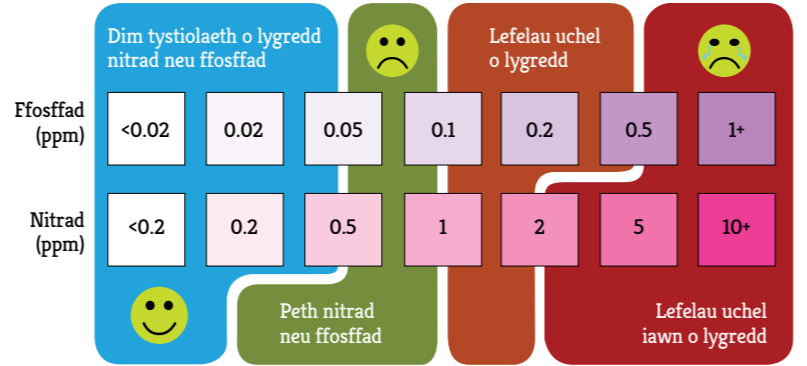 Dim tystiolaeth o lygredd
nitrad neu ffosffad
Lefelau uchel
o lygredd
Ffosffad
(ppm)
<0.02 0.02 0.05 0.1 0.2 0.5 1+
Nitrad
(ppm)
<0.2 0.2 0.5 1 2 5 10+
Peth nitrad
neu ffosffad
Lefelau uchel
iawn o lygredd